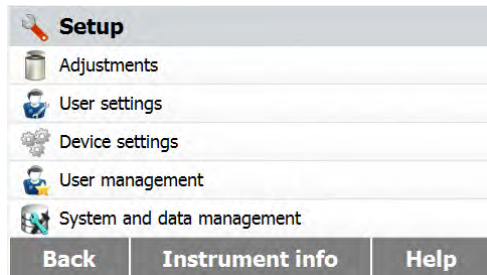 Setup
Adjustments
User settings
Device settings
User management
System and data management
Back Instrument info Help